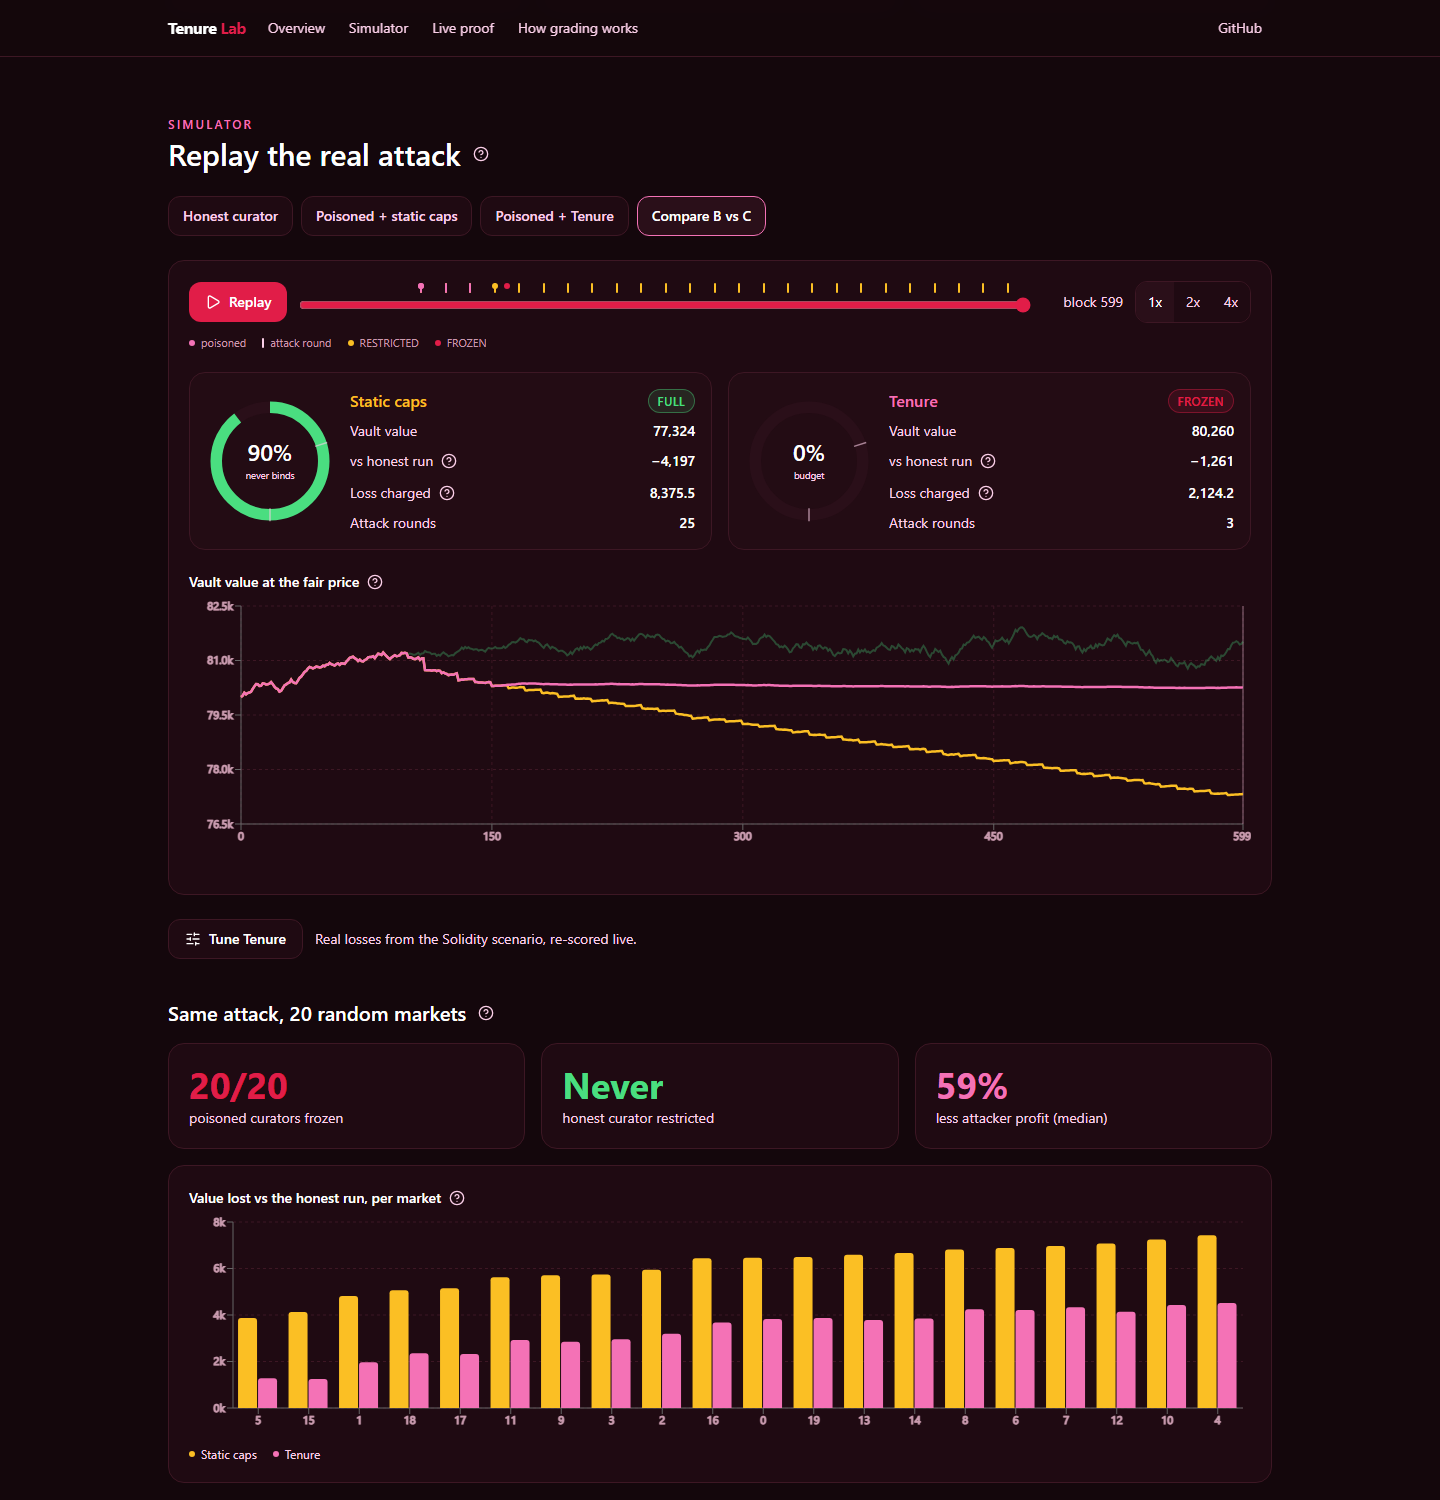 Tenure Lab Overview Simulator Live proof How grading works GitHub
SIMULATOR
Replay the real attack
Honest curator Poisoned + static caps Poisoned + Tenure Compare B vs C
Replay block 599 1x 2x 4x
poisoned attack round RESTRICTED FROZEN
Static caps FULL
90%
never binds
Vault value 77,324
vs honest run −4,197
Loss charged 8,375.5
Attack rounds 25
Tenure FROZEN
0%
budget
Vault value 80,260
vs honest run −1,261
Loss charged 2,124.2
Attack rounds 3
Vault value at the fair price
82.5k
81.0k
79.5k
78.0k
76.5k
0 150 300 450 599
Tune Tenure Real losses from the Solidity scenario, re-scored live.
Same attack, 20 random markets
20/20
poisoned curators frozen
Never
honest curator restricted
59%
less attacker profit (median)
Value lost vs the honest run, per market
8k
6k
4k
2k
0k
5 15 1 18 17 11 9 3 2 16 0 19 13 14 8 6 7 12 10 4
Static caps Tenure